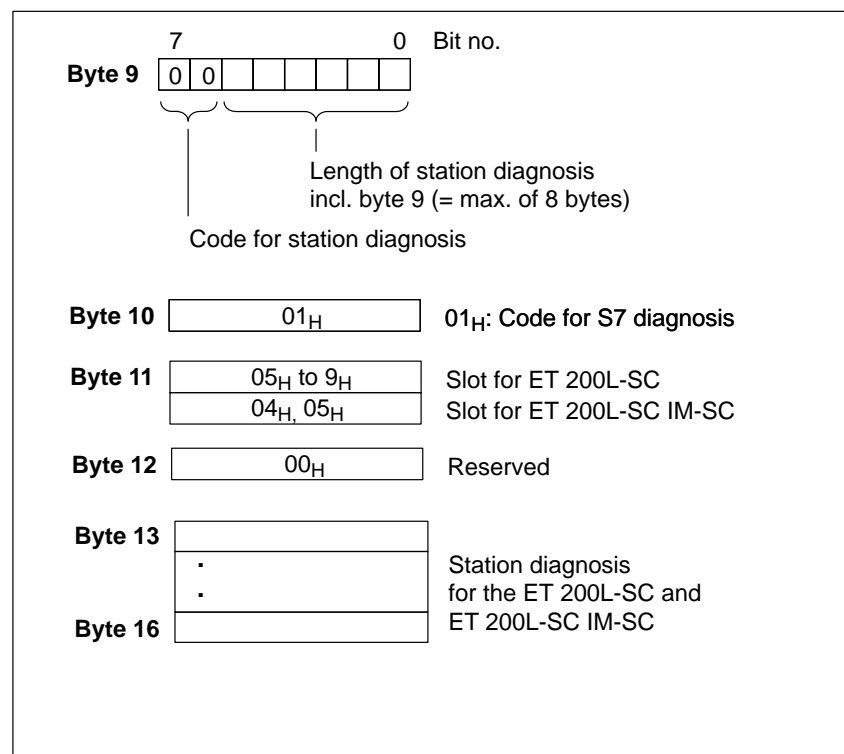 7 0 Bit no.
Byte 9 0 0
Length of station diagnosis
incl. byte 9 (= max. of 8 bytes)
Code for station diagnosis
Byte 10 01H 01H: Code for S7 diagnosis
Byte 11 05H to 9H Slot for ET 200L-SC
04H, 05H Slot for ET 200L-SC IM-SC
Byte 12 00H Reserved
Byte 13
.
.
Station diagnosis
for the ET 200L-SC and
ET 200L-SC IM-SC
Byte 16